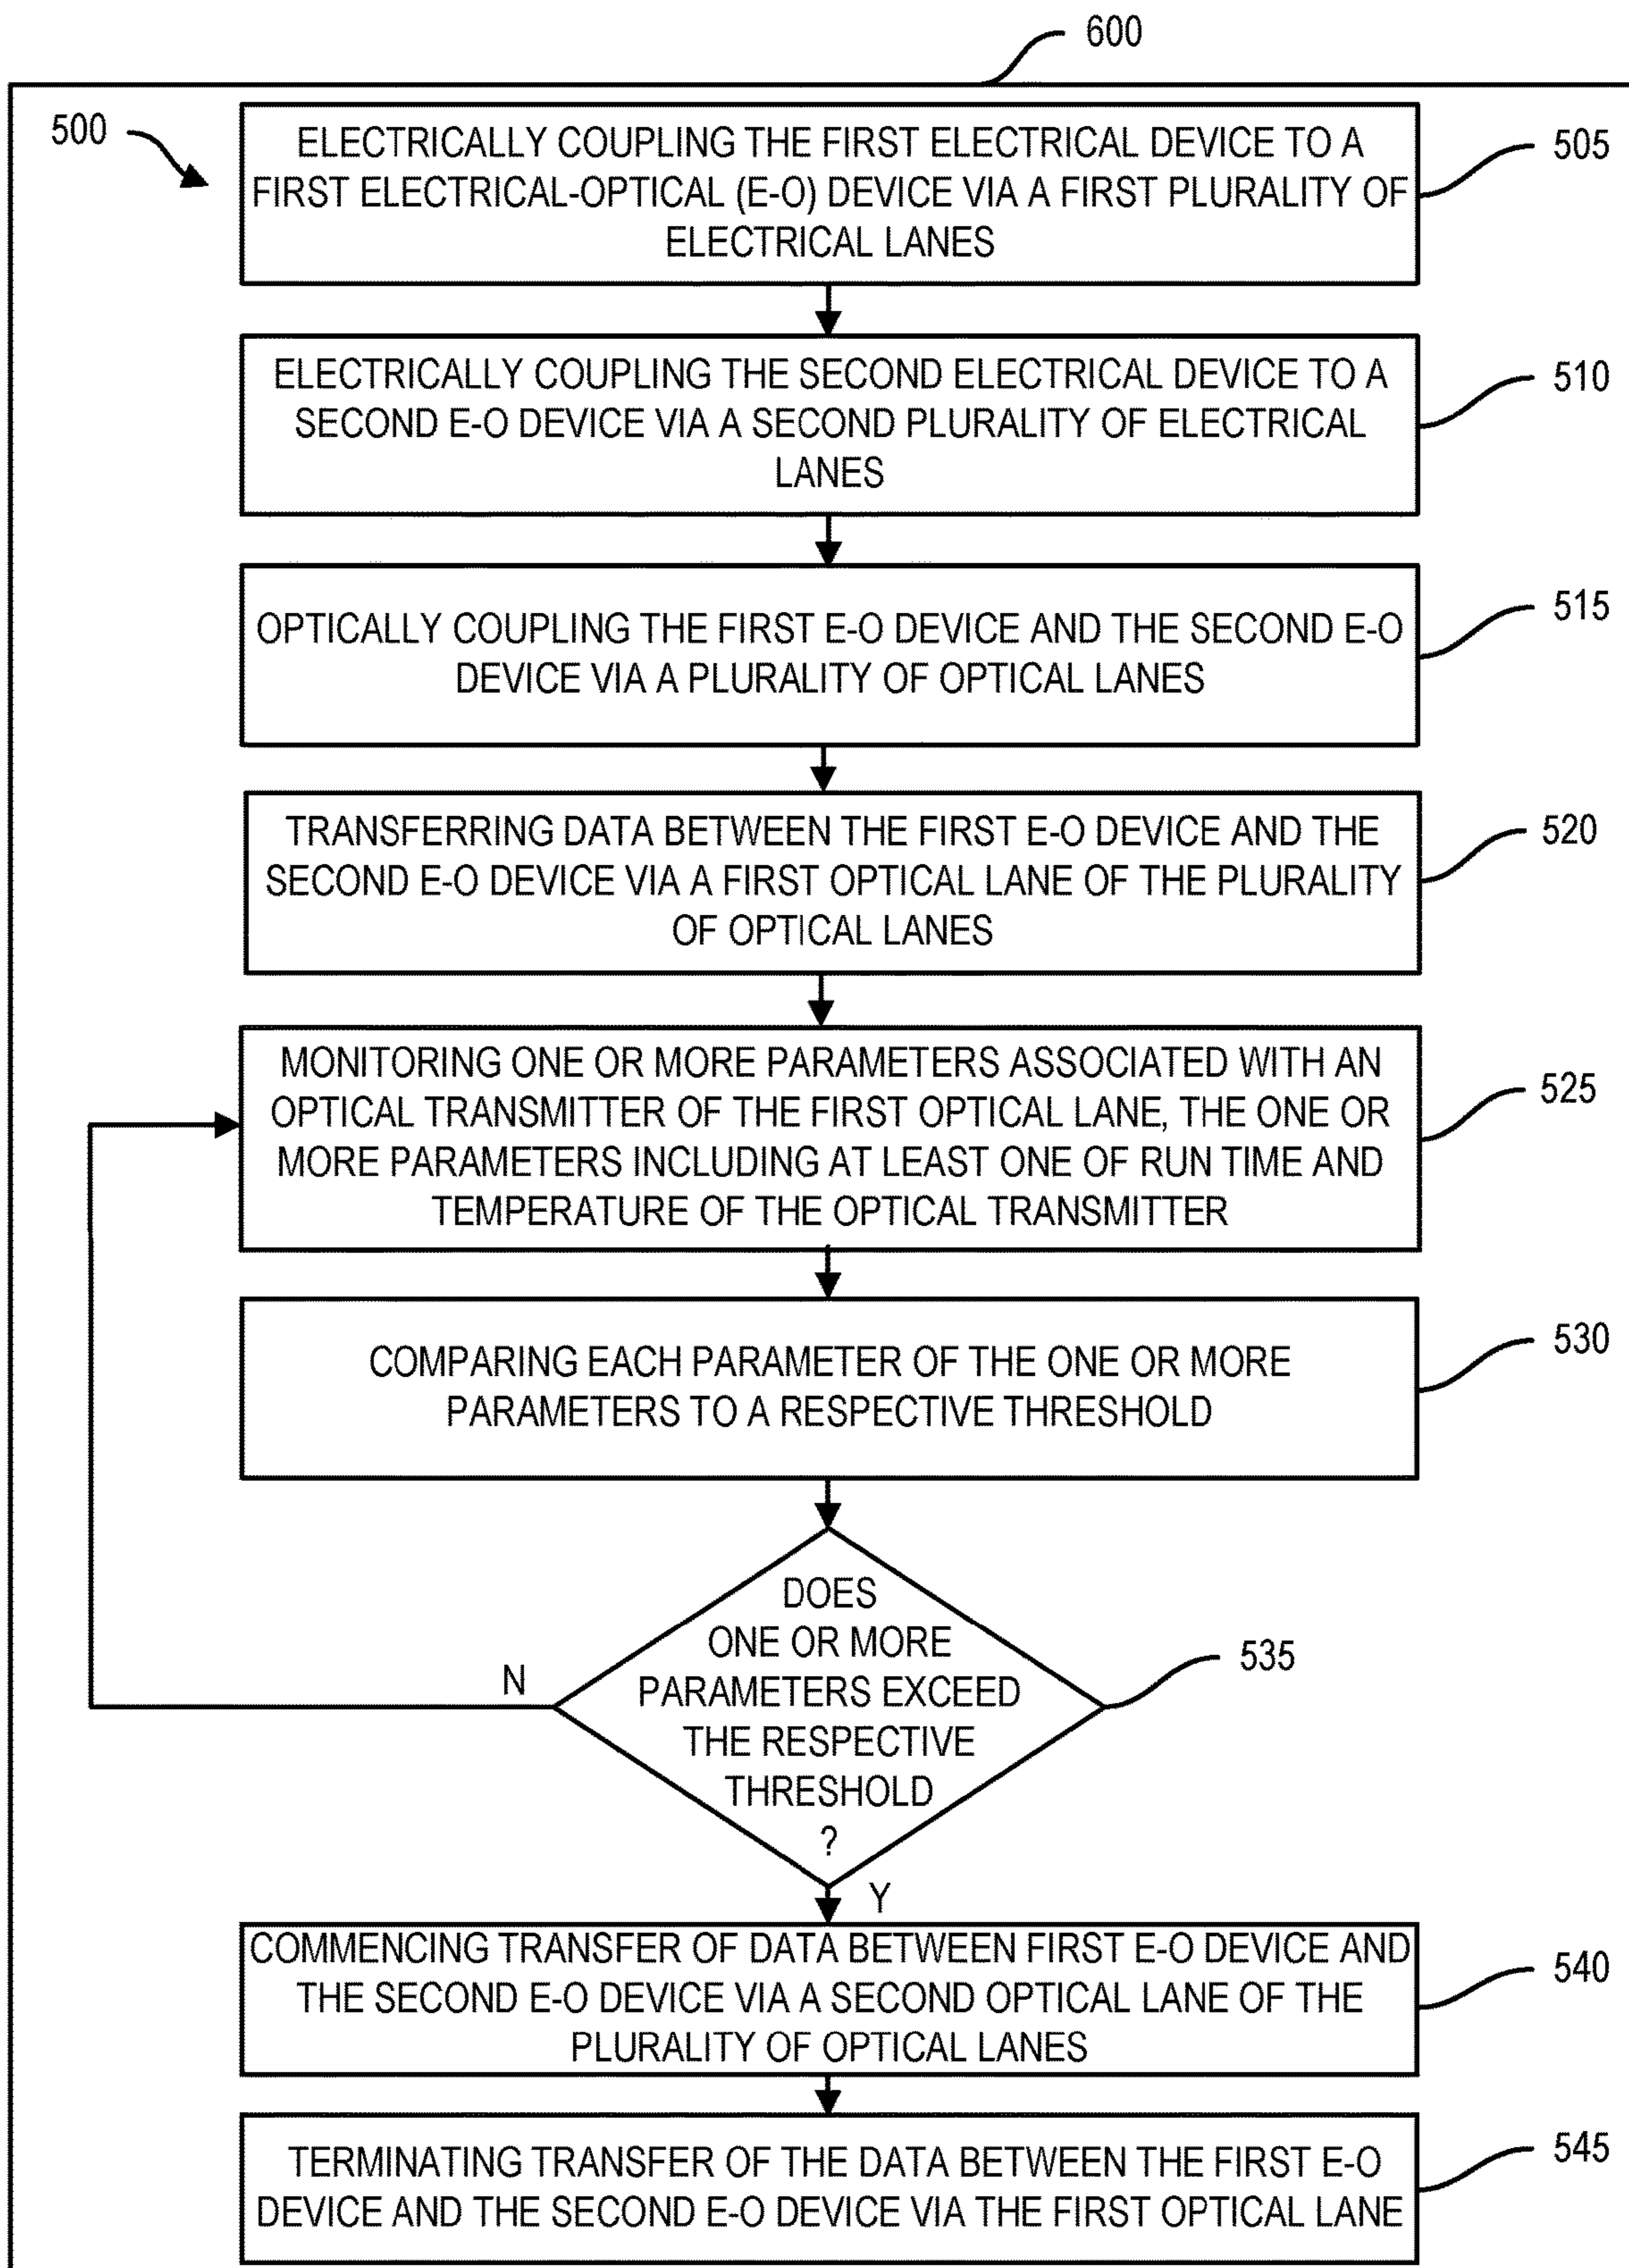 600
500
ELECTRICALLY COUPLING THE FIRST ELECTRICAL DEVICE TO A
FIRST ELECTRICAL-OPTICAL (E-O) DEVICE VIA A FIRST PLURALITY OF
ELECTRICAL LANES
505
ELECTRICALLY COUPLING THE SECOND ELECTRICAL DEVICE TO A
SECOND E-O DEVICE VIA A SECOND PLURALITY OF ELECTRICAL
LANES
510
OPTICALLY COUPLING THE FIRST E-O DEVICE AND THE SECOND E-O
DEVICE VIA A PLURALITY OF OPTICAL LANES
515
TRANSFERRING DATA BETWEEN THE FIRST E-O DEVICE AND THE
SECOND E-O DEVICE VIA A FIRST OPTICAL LANE OF THE PLURALITY
OF OPTICAL LANES
520
MONITORING ONE OR MORE PARAMETERS ASSOCIATED WITH AN
OPTICAL TRANSMITTER OF THE FIRST OPTICAL LANE, THE ONE OR
MORE PARAMETERS INCLUDING AT LEAST ONE OF RUN TIME AND
TEMPERATURE OF THE OPTICAL TRANSMITTER
525
COMPARING EACH PARAMETER OF THE ONE OR MORE
PARAMETERS TO A RESPECTIVE THRESHOLD
530
DOES
ONE OR MORE
PARAMETERS EXCEED
THE RESPECTIVE
THRESHOLD
?
535
N
Y
COMMENCING TRANSFER OF DATA BETWEEN FIRST E-O DEVICE AND
THE SECOND E-O DEVICE VIA A SECOND OPTICAL LANE OF THE
PLURALITY OF OPTICAL LANES
540
TERMINATING TRANSFER OF THE DATA BETWEEN THE FIRST E-O
DEVICE AND THE SECOND E-O DEVICE VIA THE FIRST OPTICAL LANE
545